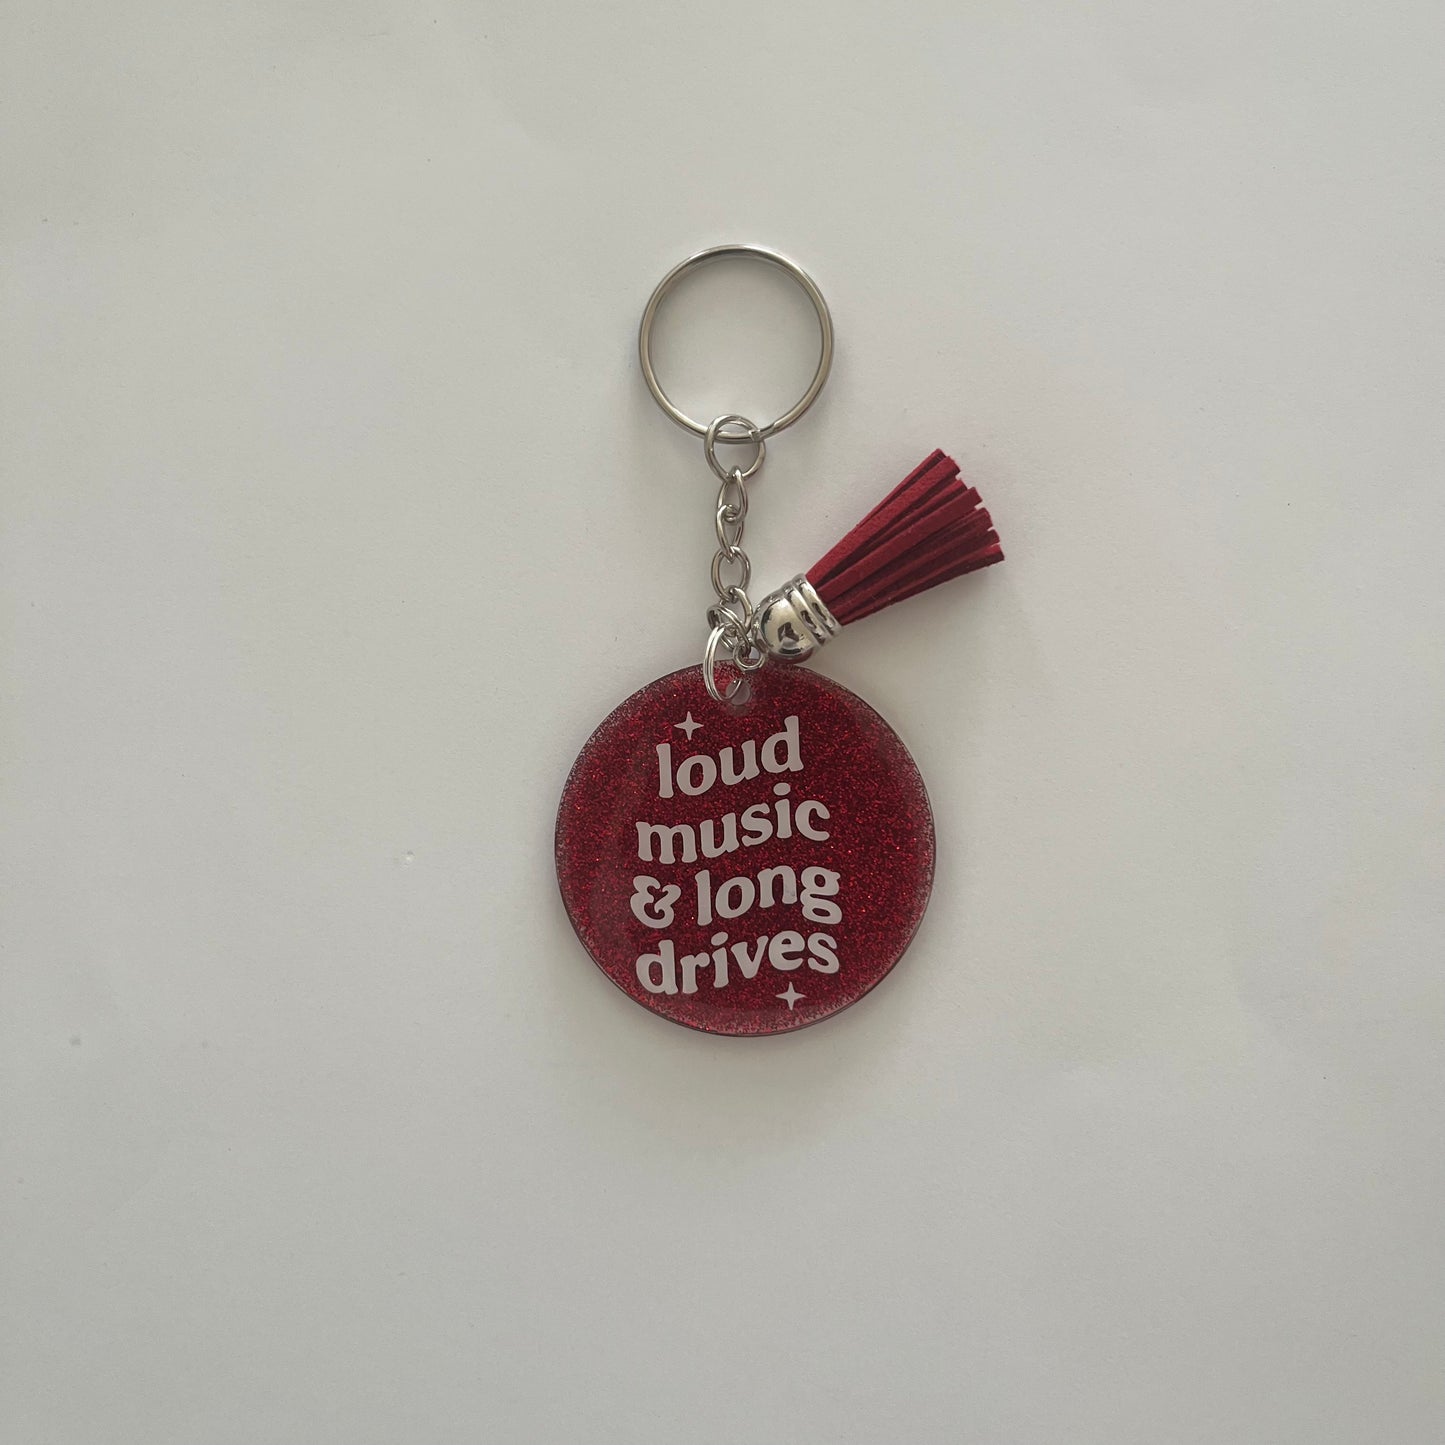 loud
music
& long
drives